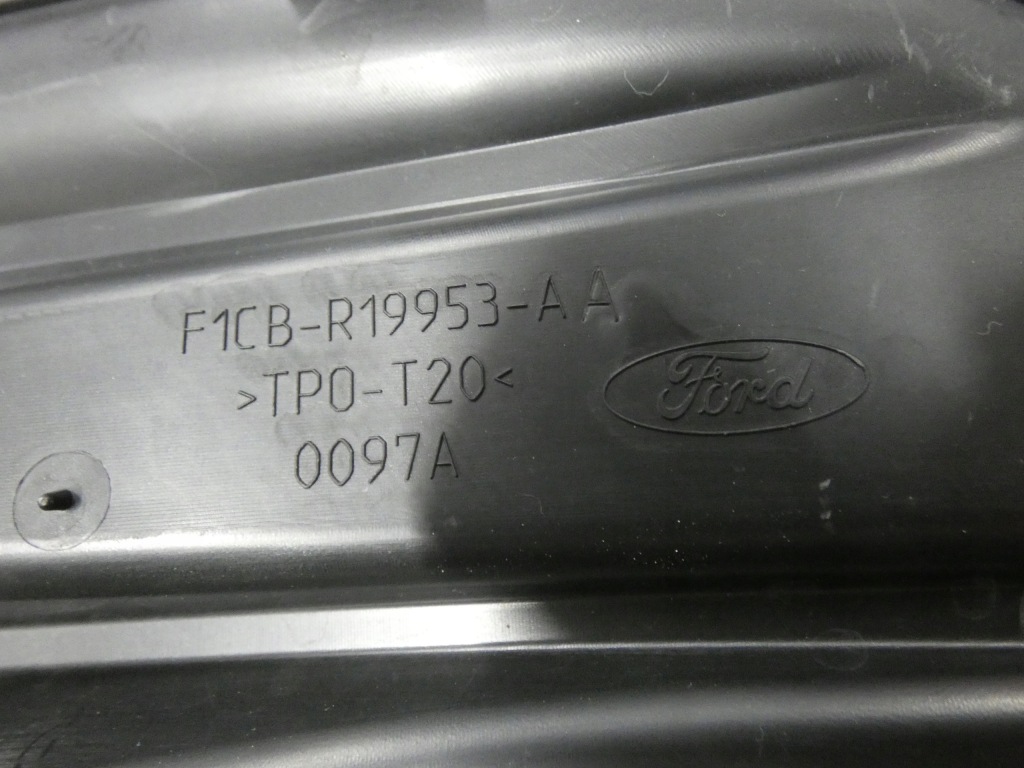 F1CB-R19953-AA
>TPO-T20<
0097A
Ford